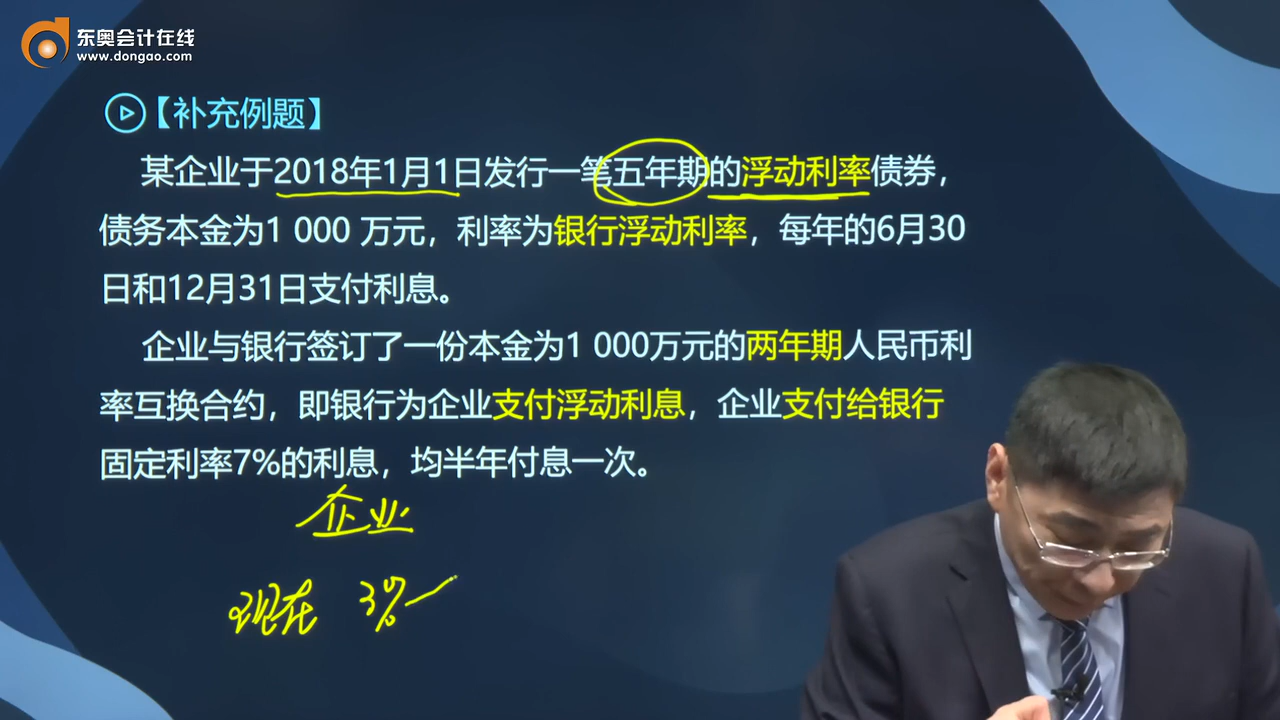 东奥会计在线
www.dongao.com
【补充例题】
某企业于2018年1月1日发行一笔五年期的浮动利率债券，
债务本金为1 000 万元，利率为银行浮动利率，每年的6月30
日和12月31日支付利息。
企业与银行签订了一份本金为1 000万元的两年期人民币利
率互换合约，即银行为企业支付浮动利息，企业支付给银行
固定利率7%的利息，均半年付息一次。
企业
现在 3%